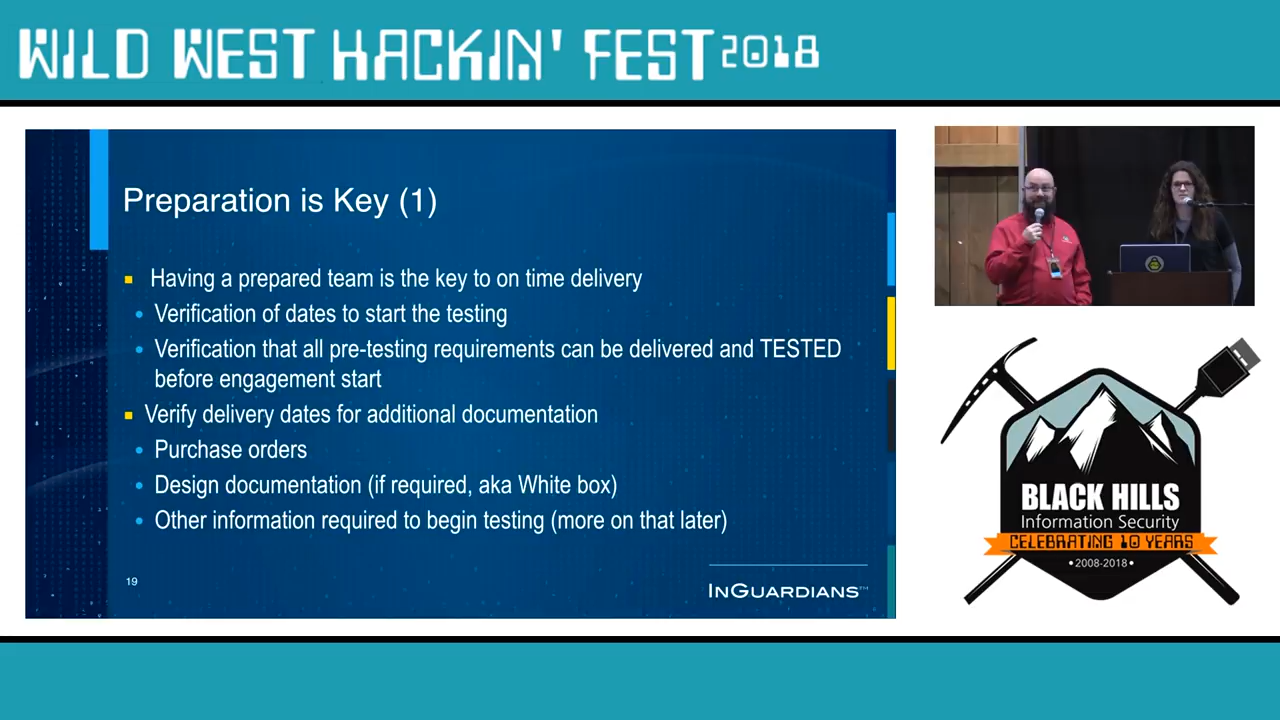 WILD WEST HACKIN' FEST 2018
Preparation is Key (1)
Having a prepared team is the key to on time delivery
Verification of dates to start the testing
Verification that all pre-testing requirements can be delivered and TESTED
before engagement start
Verify delivery dates for additional documentation
Purchase orders
Design documentation (if required, aka White box)
Other information required to begin testing (more on that later)
19
INGUARDIANS™
BLACK HILLS
Information Security
CELEBRATING 10 YEARS
•2008-2018•